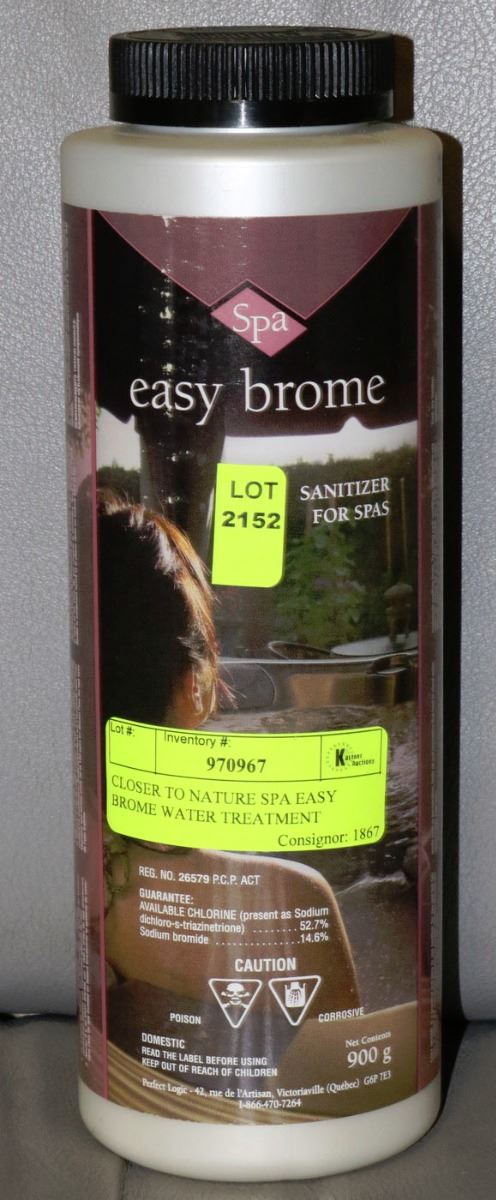 Spa
easy brome
LOT
2152
SANITIZER
FOR SPAS
Lot #:
Inventory #:
970967
Kastner
Auctions
CLOSER TO NATURE SPA EASY
BROME WATER TREATMENT
Consignor: 1867
REG. NO. 26579 P.C.P. ACT
GUARANTEE:
AVAILABLE CHLORINE (present as Sodium
dichloro-s-triazinetrione) ........ 52.7%
Sodium bromide ................ 14.6%
CAUTION
POISON
CORROSIVE
DOMESTIC
READ THE LABEL BEFORE USING
KEEP OUT OF REACH OF CHILDREN
Net Contents
900 g
Perfect Logic - 42, rue de l'Artisan, Victoriaville (Québec) G6P 7E3
1-866-470-7264